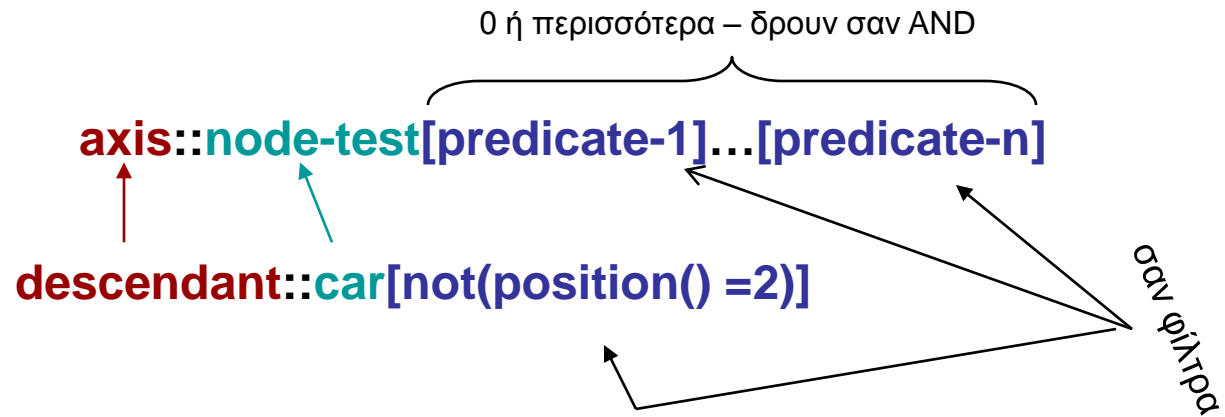 0 ή περισσότερα – δρουν σαν AND
axis::node-test[predicate-1]…[predicate-n]
descendant::car[not(position() =2)]
σαν φίλτρα